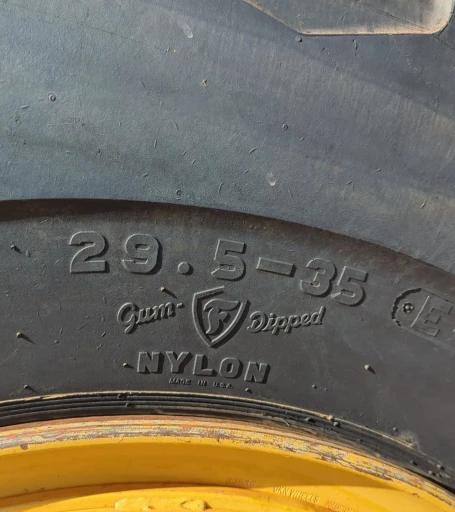 29.5-35
Gum- F Dipped
NYLON
MADE IN U.S.A.